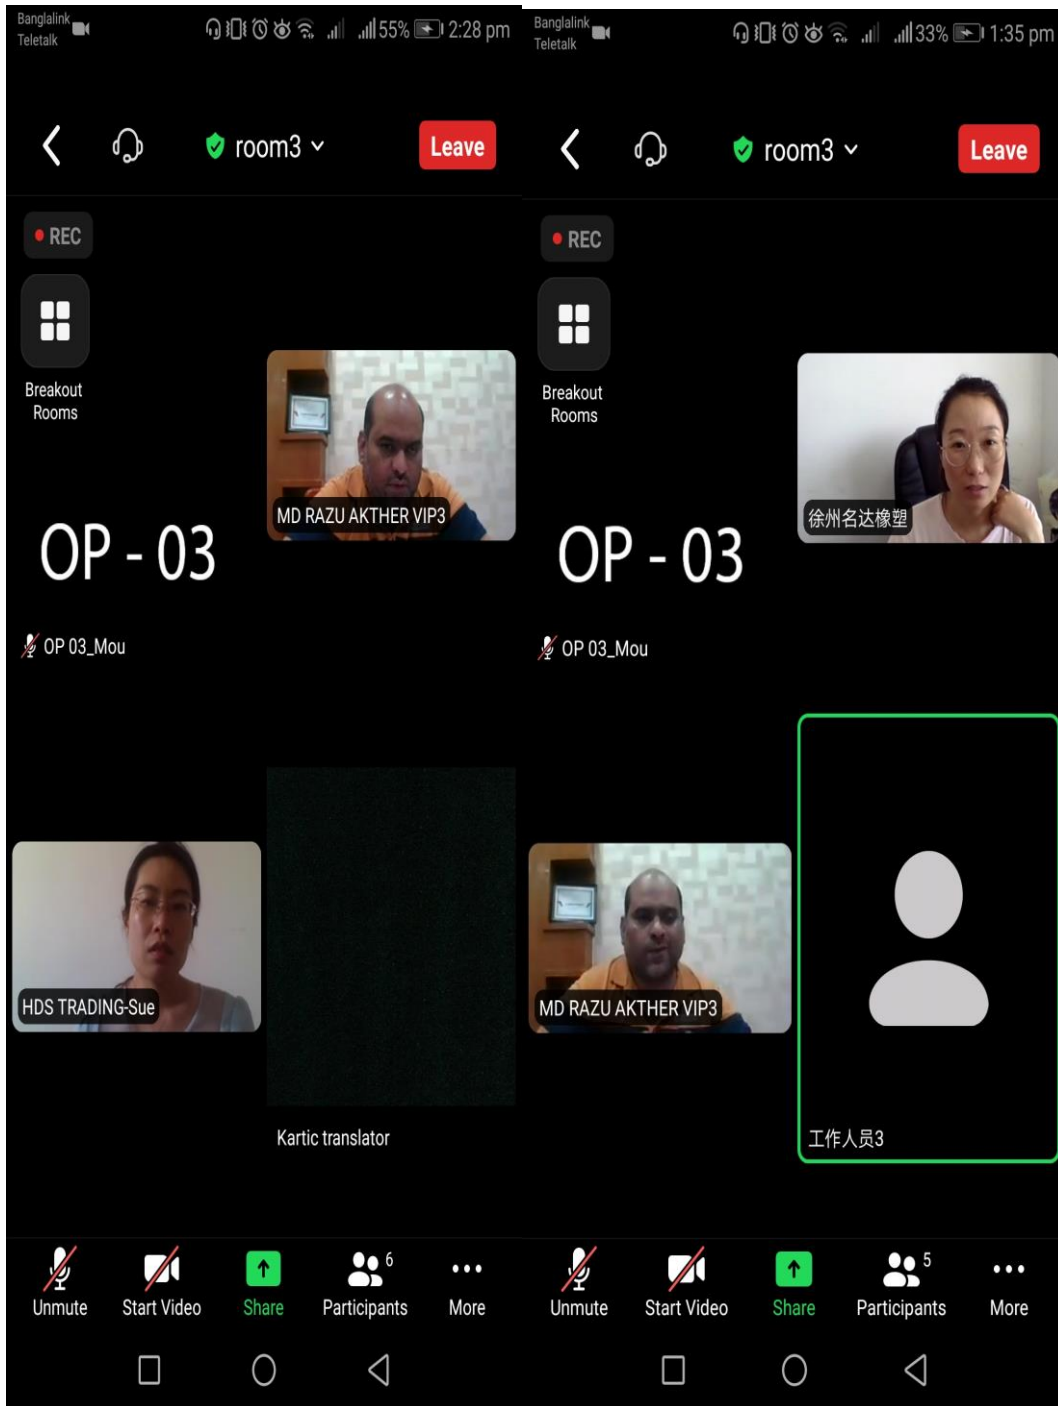 Banglalink
Teletalk
55%
2:28 pm
room3
Leave
REC
Breakout
Rooms
MD RAZU AKTHER VIP3
OP - 03
OP 03_Mou
HDS TRADING-Sue
Kartic translator
6
Unmute
Start Video
Share
Participants
More
Banglalink
Teletalk
33%
1:35 pm
room3
Leave
REC
Breakout
Rooms
徐州名达橡塑
OP - 03
OP 03_Mou
MD RAZU AKTHER VIP3
工作人员3
5
Unmute
Start Video
Share
Participants
More